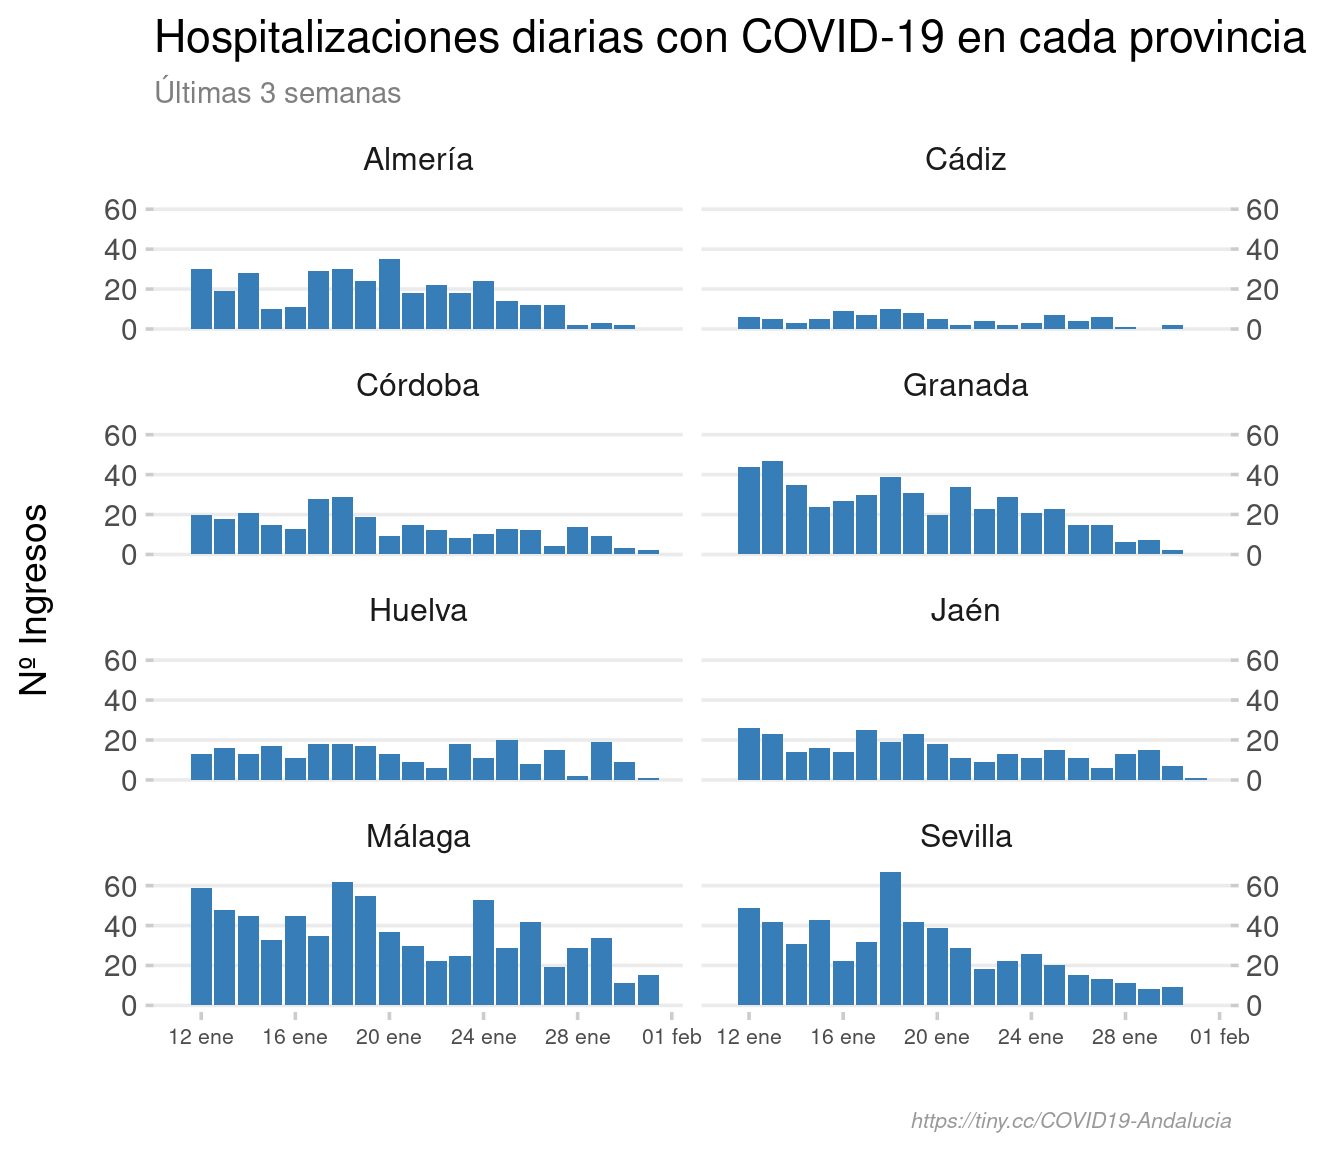 Hospitalizaciones diarias con COVID-19 en cada provincia
Últimas 3 semanas
Almería
Cádiz
60
60
40
40
20
20
0
0
Córdoba
Granada
60
60
40
40
20
20
0
0
Nº Ingresos
Huelva
Jaén
60
60
40
40
20
20
0
0
Málaga
Sevilla
60
60
40
40
20
20
0
0
12 ene 16 ene 20 ene 24 ene 28 ene 01 feb 12 ene 16 ene 20 ene 24 ene 28 ene 01 feb
https://tiny.cc/COVID19-Andalucia